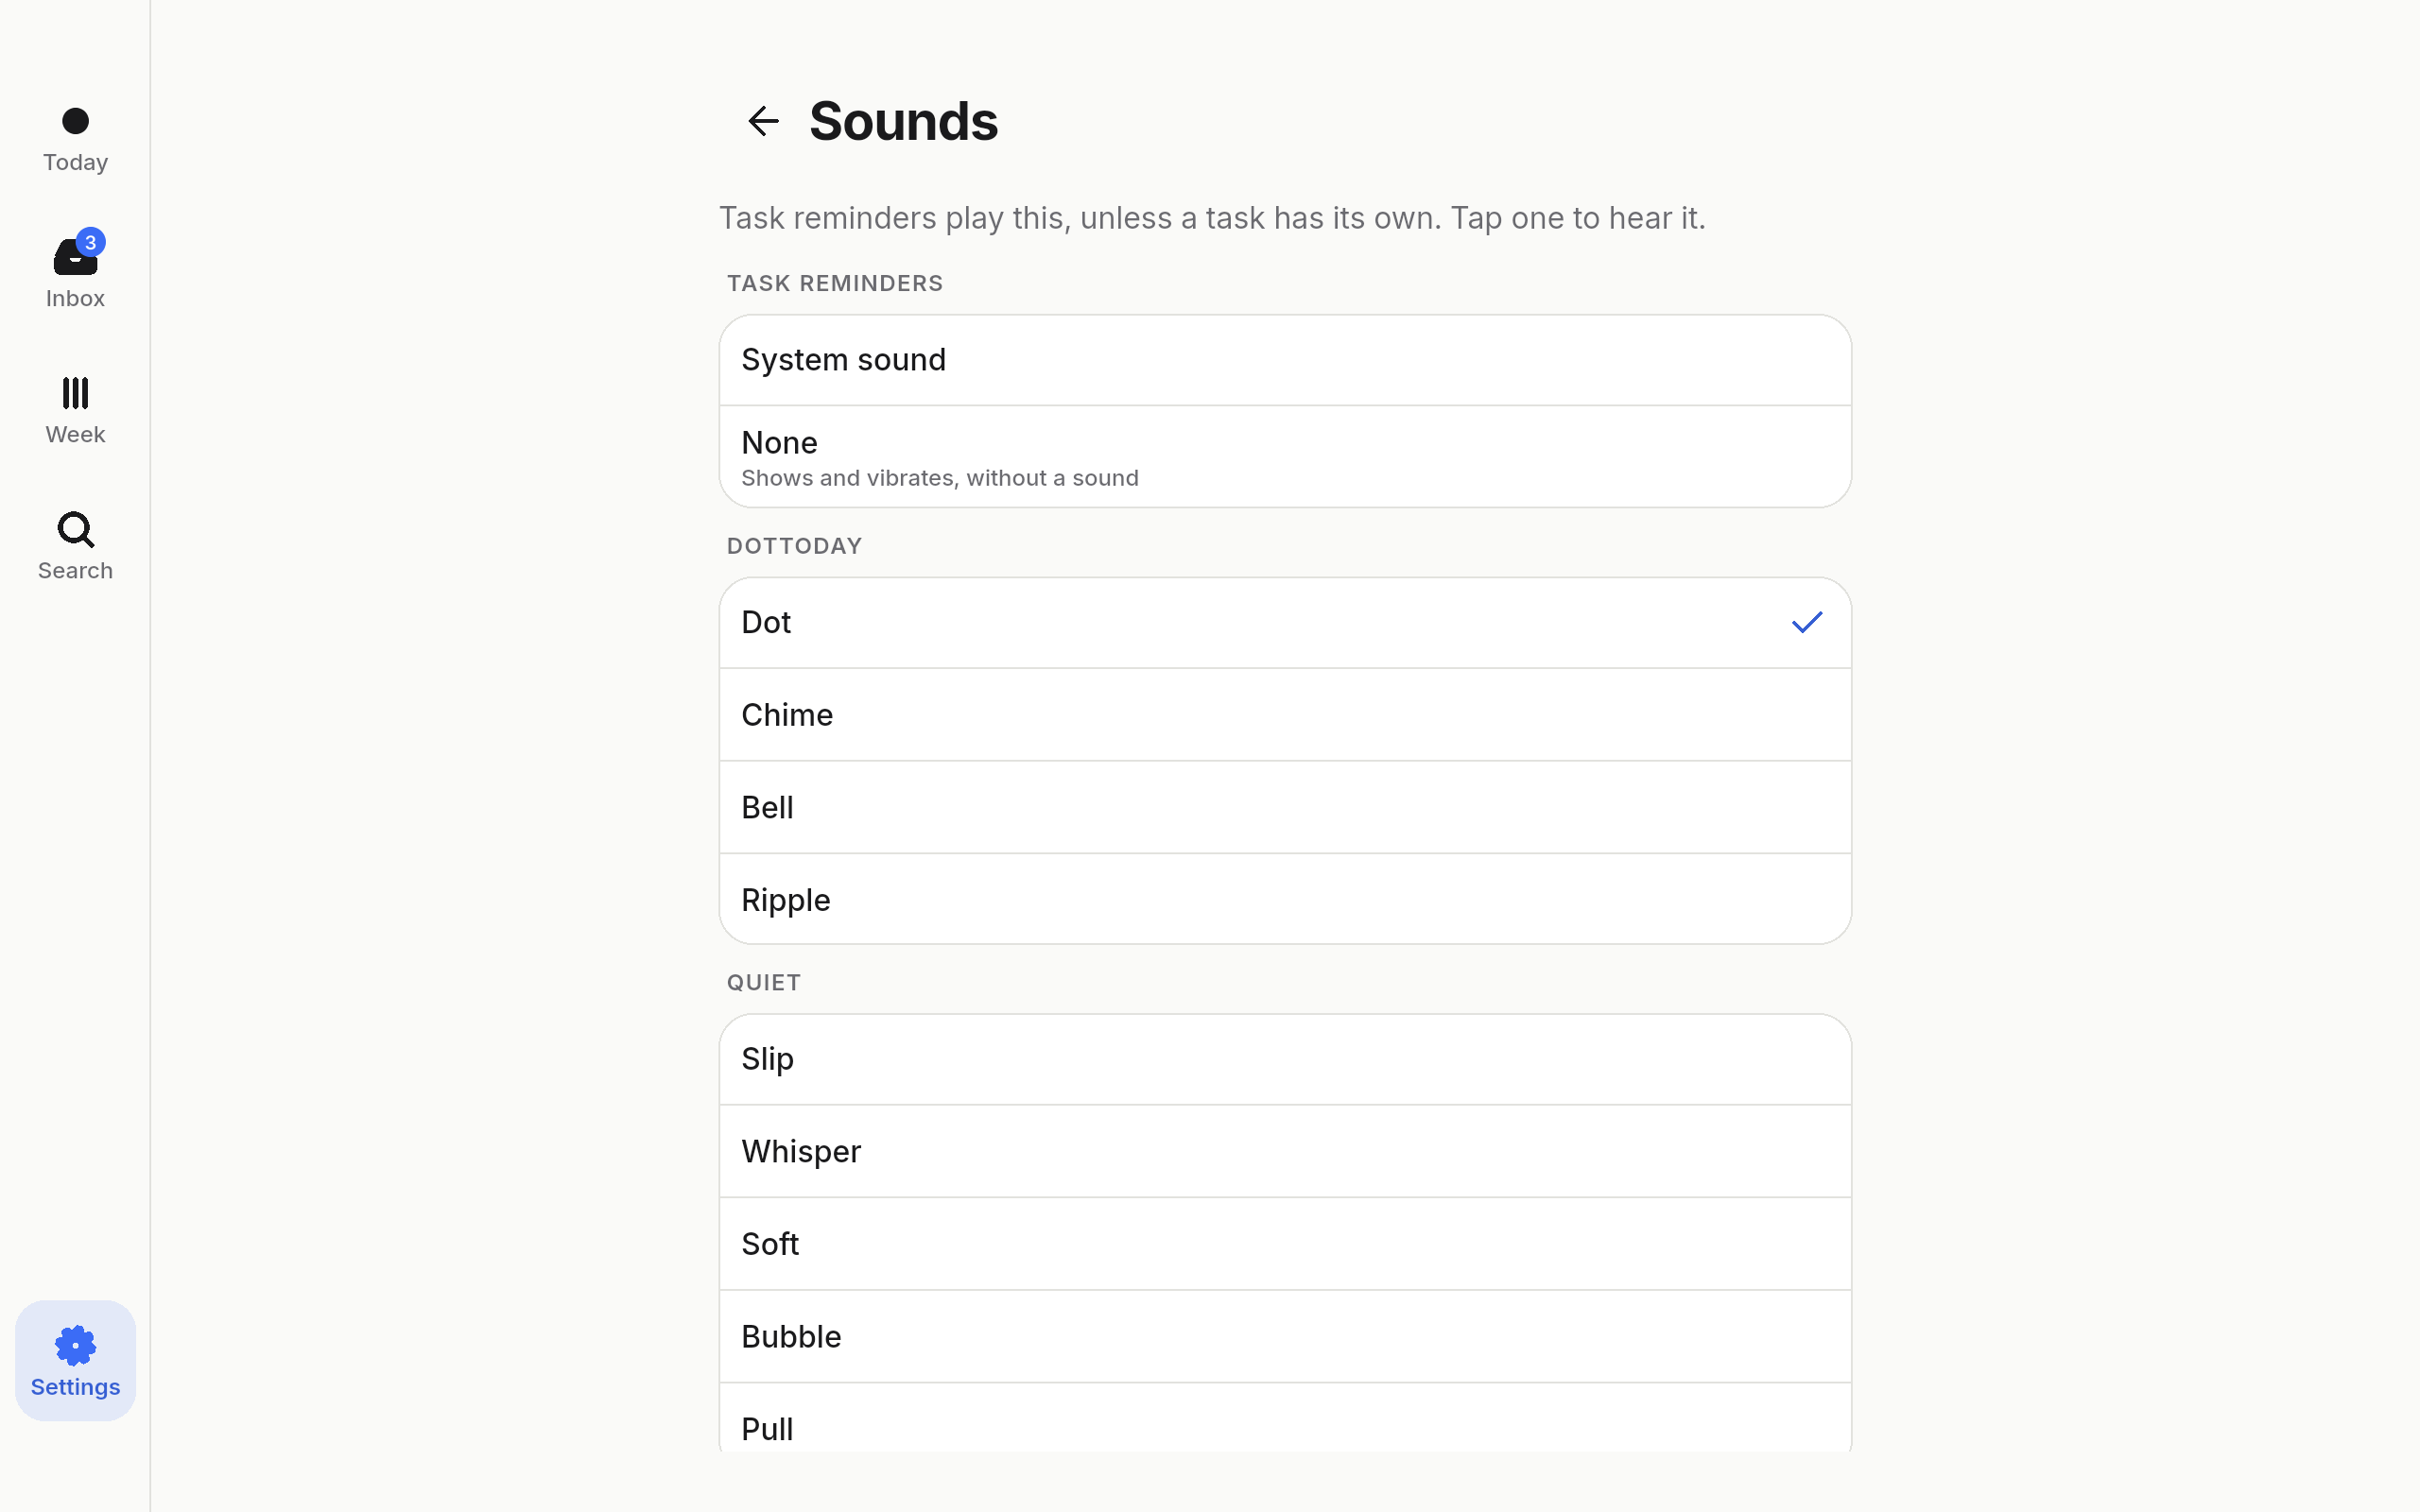 Today
3
Inbox
Week
Search
Settings
Sounds
Task reminders play this, unless a task has its own. Tap one to hear it.
TASK REMINDERS
System sound
None
Shows and vibrates, without a sound
DOTTODAY
Dot
Chime
Bell
Ripple
QUIET
Slip
Whisper
Soft
Bubble
Pull